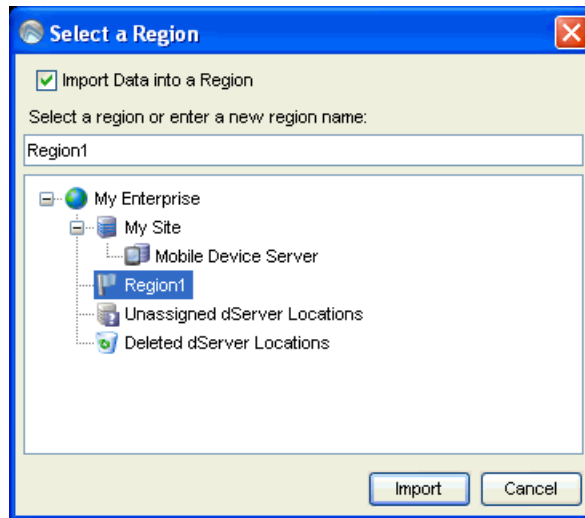 Select a Region
Import Data into a Region
Select a region or enter a new region name:
Region1
My Enterprise
My Site
Mobile Device Server
Region1
Unassigned dServer Locations
Deleted dServer Locations
Import Cancel